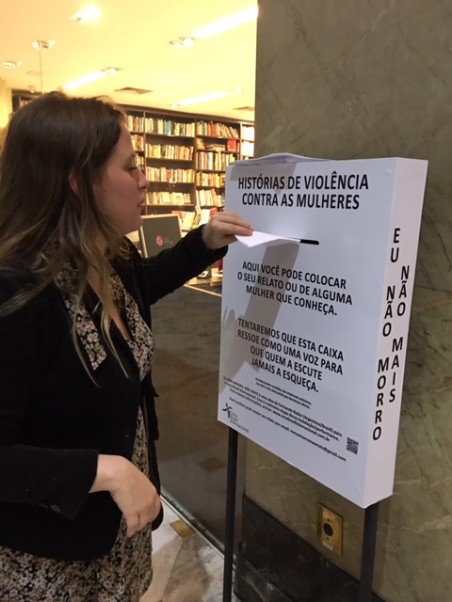 HISTÓRIAS DE VIOLÊNCIA
CONTRA AS MULHERES
AQUI VOCÊ PODE COLOCAR
O SEU RELATO OU DE ALGUMA
MULHER QUE CONHEÇA.
TENTAREMOS QUE ESTA CAIXA
RESSOE COMO UMA VOZ PARA
QUE QUEM A ESCUTE
JAMAIS A ESQUEÇA.
EU NÃO MORRO
NÃO MAIS